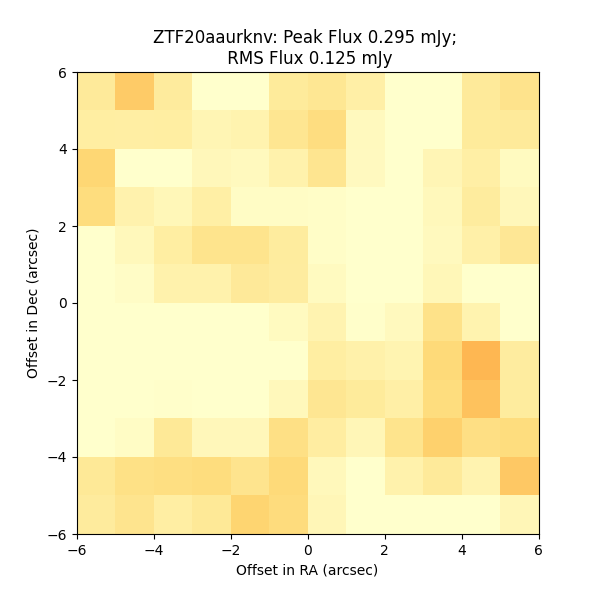 ZTF20aaurknv: Peak Flux 0.295 mJy;
RMS Flux 0.125 mJy
6
4
2
0
−2
−4
−6
Offset in Dec (arcsec)
−6 −4 −2 0 2 4 6
Offset in RA (arcsec)